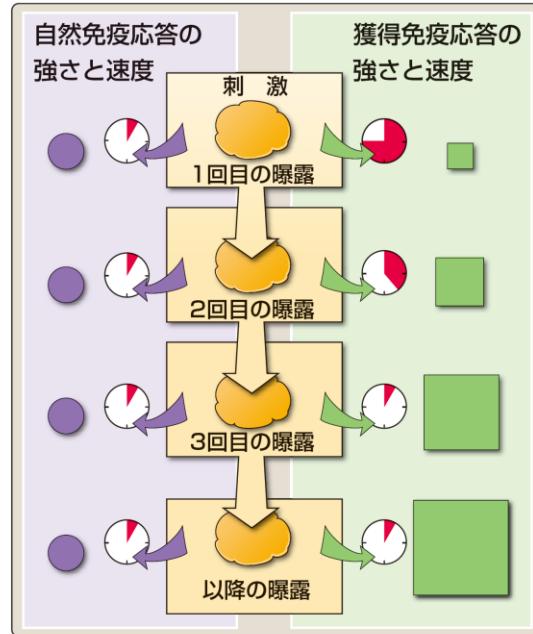 自然免疫応答の
強さと速度
獲得免疫応答の
強さと速度
刺 激
1回目の曝露
2回目の曝露
3回目の曝露
以降の曝露